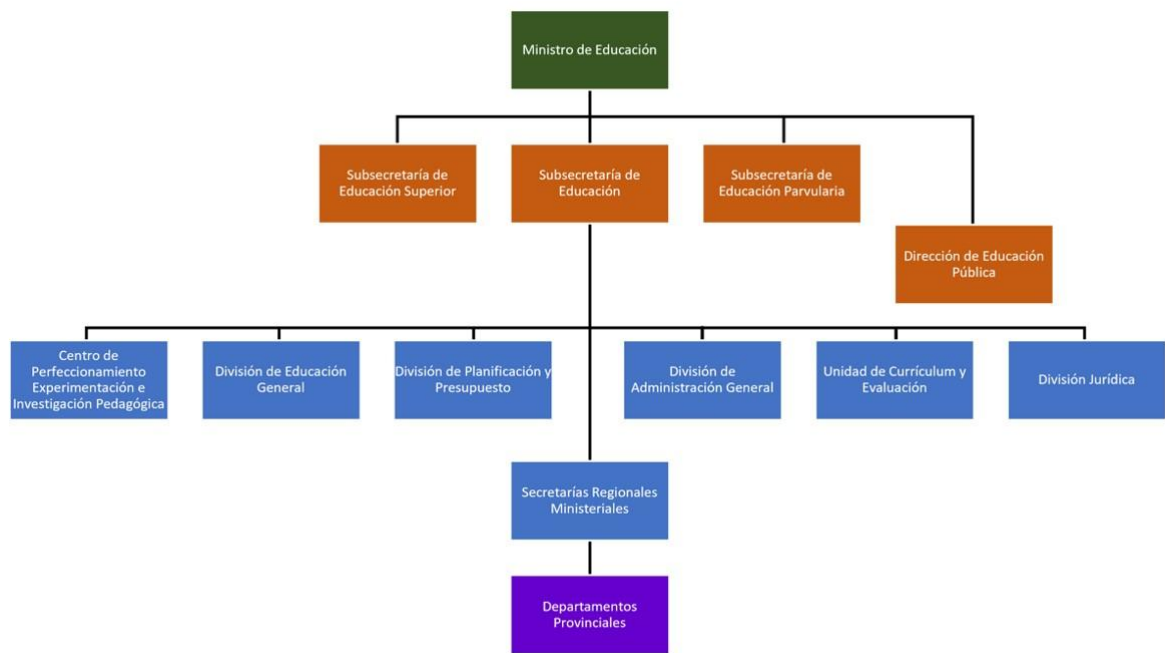 Ministro de Educación
Subsecretaría de
Educación Superior
Subsecretaría de
Educación
Subsecretaría de
Educación Parvularia
Dirección de Educación
Pública
Centro de
Perfeccionamiento
Experimentación e
Investigación Pedagógica
División de Educación
General
División de Planificación y
Presupuesto
División de
Administración General
Unidad de Currículum y
Evaluación
División Jurídica
Secretarías Regionales
Ministeriales
Departamentos
Provinciales